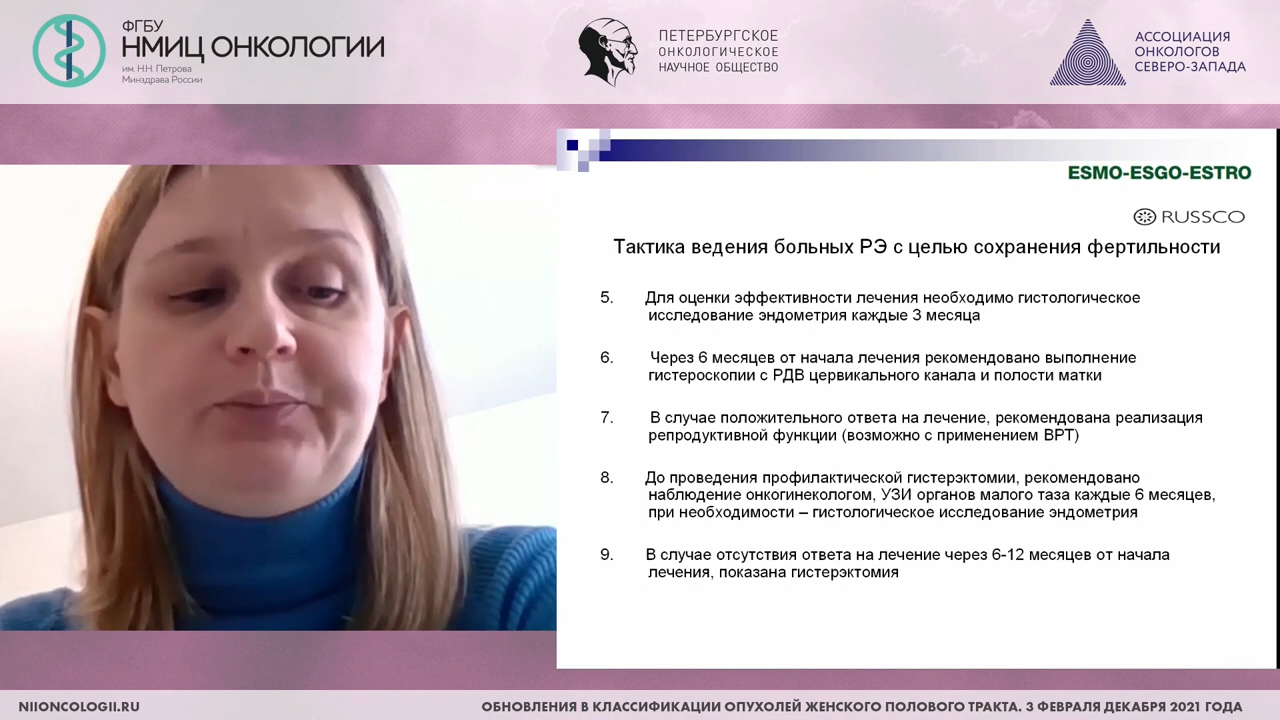 ФГБУ
НМИЦ ОНКОЛОГИИ
им. Н.Н. Петрова
Минздрава России
ПЕТЕРБУРГСКОЕ
ОНКОЛОГИЧЕСКОЕ
НАУЧНОЕ ОБЩЕСТВО
АССОЦИАЦИЯ
ОНКОЛОГОВ
СЕВЕРО-ЗАПАДА
ESMO-ESGO-ESTRO
RUSSCO
Тактика ведения больных РЭ с целью сохранения фертильности
5. Для оценки эффективности лечения необходимо гистологическое
исследование эндометрия каждые 3 месяца
6. Через 6 месяцев от начала лечения рекомендовано выполнение
гистероскопии с РДВ цервикального канала и полости матки
7. В случае положительного ответа на лечение, рекомендована реализация
репродуктивной функции (возможно с применением ВРТ)
8. До проведения профилактической гистерэктомии, рекомендовано
наблюдение онкогинекологом, УЗИ органов малого таза каждые 6 месяцев,
при необходимости – гистологическое исследование эндометрия
9. В случае отсутствия ответа на лечение через 6-12 месяцев от начала
лечения, показана гистерэктомия
NIIONCOLOGII.RU
ОБНОВЛЕНИЯ В КЛАССИФИКАЦИИ ОПУХОЛЕЙ ЖЕНСКОГО ПОЛОВОГО ТРАКТА. 3 ФЕВРАЛЯ ДЕКАБРЯ 2021 ГОДА